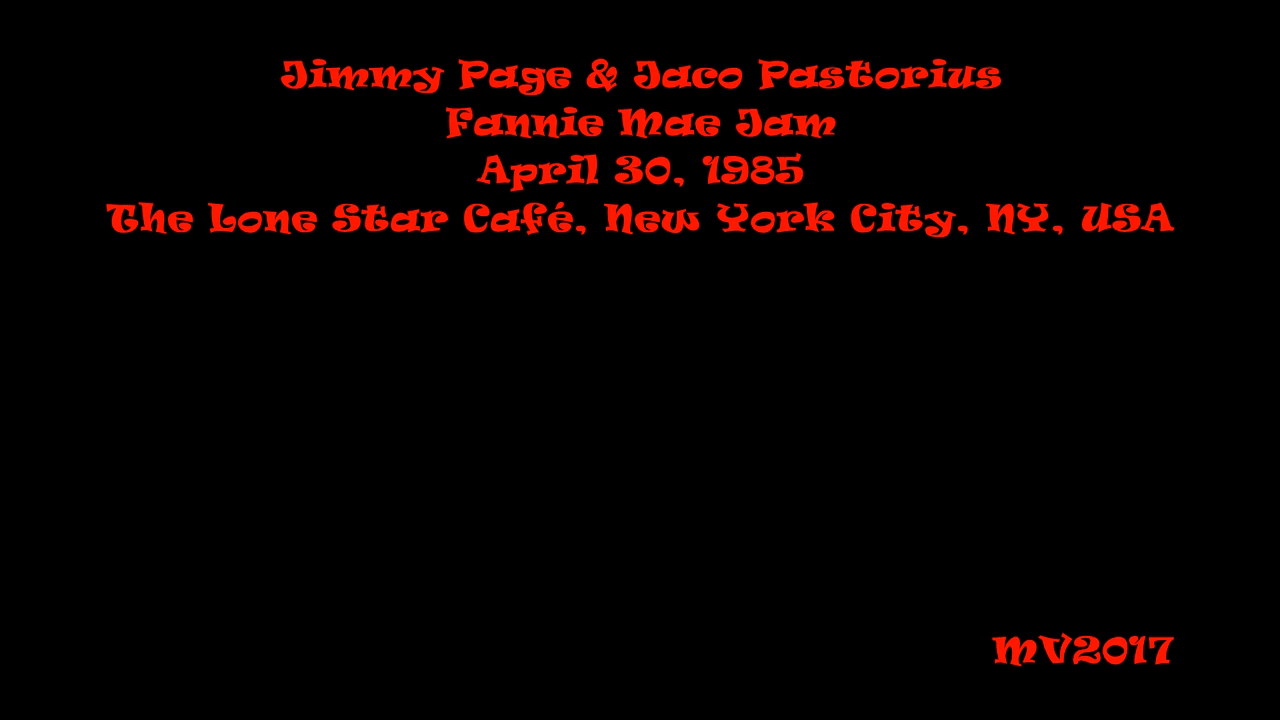 Jimmy Page & Jaco Pastorius
Fannie Mae Jam
April 30, 1985
The Lone Star Café, New York City, NY, USA
MV2017